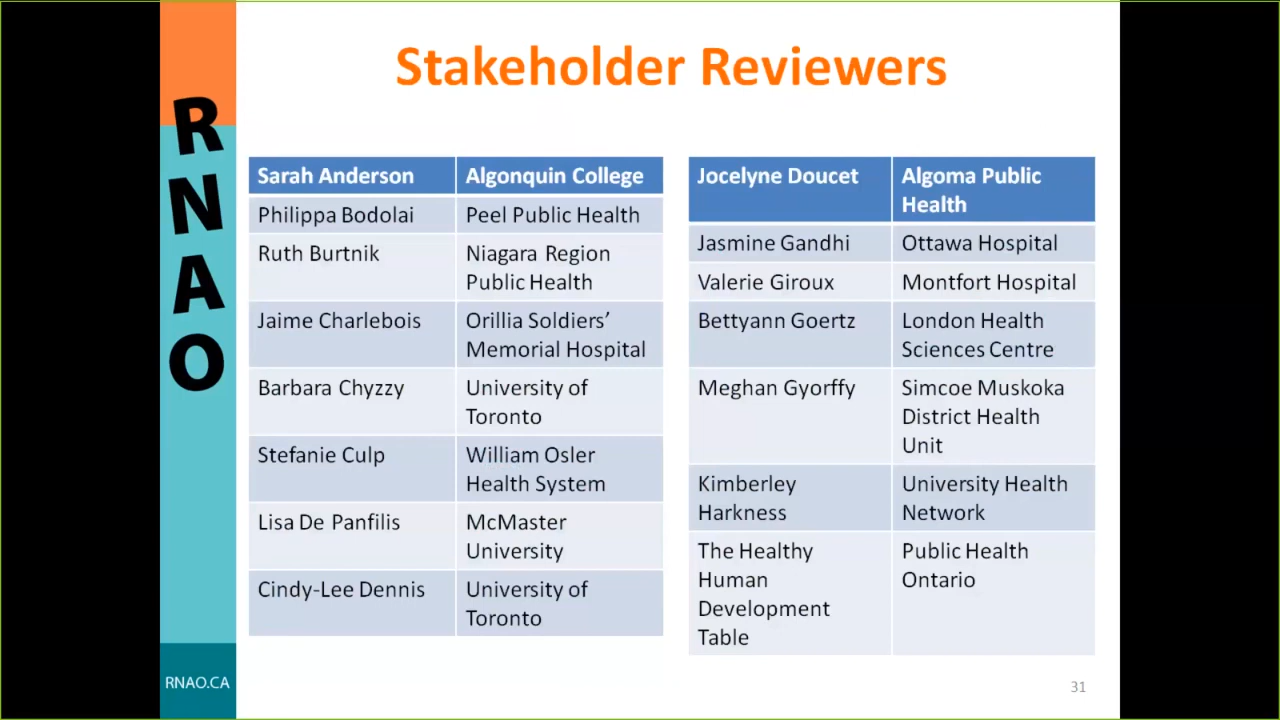 Stakeholder Reviewers
R
N
A
O
RNAO.CA
Sarah Anderson Algonquin College
Philippa Bodolai Peel Public Health
Ruth Burtnik Niagara Region
Public Health
Jaime Charlebois Orillia Soldiers’
Memorial Hospital
Barbara Chyzzy University of
Toronto
Stefanie Culp William Osler
Health System
Lisa De Panfilis McMaster
University
Cindy-Lee Dennis University of
Toronto
Jocelyne Doucet Algoma Public
Health
Jasmine Gandhi Ottawa Hospital
Valerie Giroux Montfort Hospital
Bettyann Goertz London Health
Sciences Centre
Meghan Gyorffy Simcoe Muskoka
District Health
Unit
Kimberley University Health
Harkness Network
The Healthy Public Health
Human Ontario
Development
Table
31